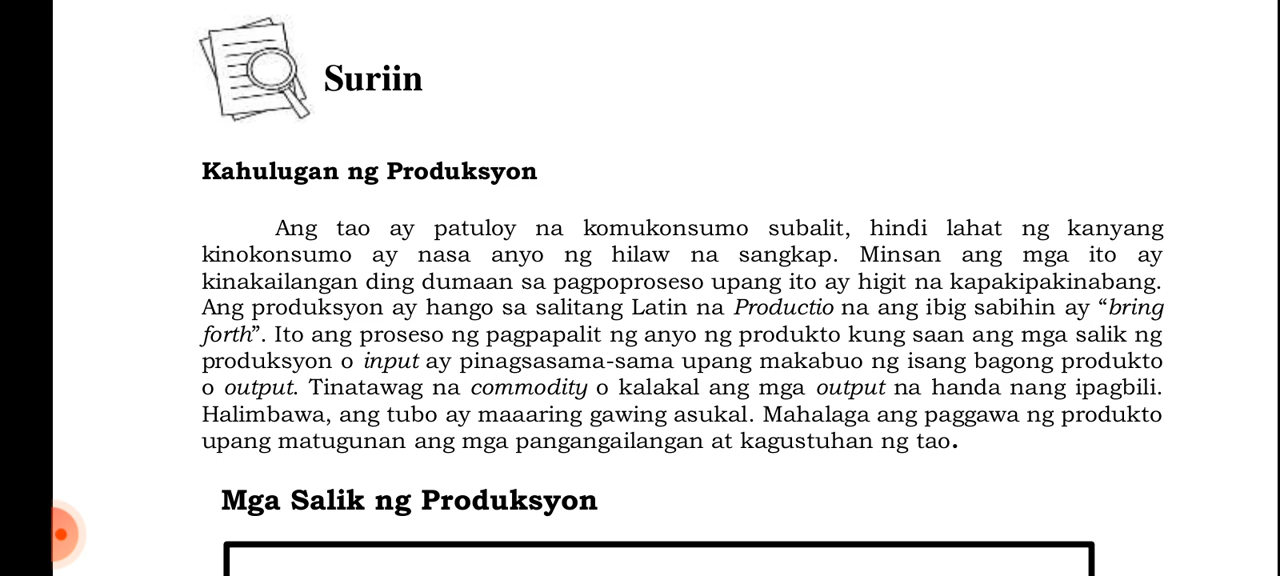 Suriin
Kahulugan ng Produksyon
Ang tao ay patuloy na komukonsumo subalit, hindi lahat ng kanyang
kinokonsumo ay nasa anyo ng hilaw na sangkap. Minsan ang mga ito ay
kinakailangan ding dumaan sa pagpoproseso upang ito ay higit na kapakipakinabang.
Ang produksyon ay hango sa salitang Latin na Productio na ang ibig sabihin ay “bring
forth”. Ito ang proseso ng pagpapalit ng anyo ng produkto kung saan ang mga salik ng
produksyon o input ay pinagsasama-sama upang makabuo ng isang bagong produkto
o output. Tinatawag na commodity o kalakal ang mga output na handa nang ipagbili.
Halimbawa, ang tubo ay maaaring gawing asukal. Mahalaga ang paggawa ng produkto
upang matugunan ang mga pangangailangan at kagustuhan ng tao.
Mga Salik ng Produksyon